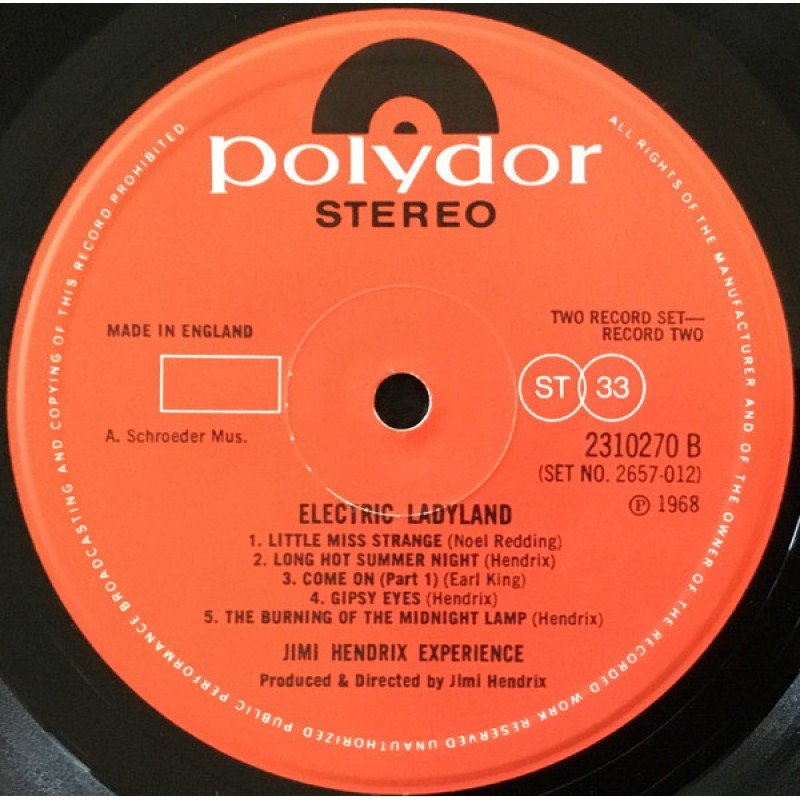 polydor
STEREO
MADE IN ENGLAND
A. Schroeder Mus.
TWO RECORD SET—
RECORD TWO
ST 33
2310270 B
(SET NO. 2657-012)
Ⓟ 1968
ELECTRIC LADYLAND
1. LITTLE MISS STRANGE (Noel Redding)
2. LONG HOT SUMMER NIGHT (Hendrix)
3. COME ON (Part 1) (Earl King)
4. GIPSY EYES (Hendrix)
5. THE BURNING OF THE MIDNIGHT LAMP (Hendrix)
JIMI HENDRIX EXPERIENCE
Produced & Directed by Jimi Hendrix
ALL RIGHTS OF THE MANUFACTURER AND OF THE OWNER OF THE RECORDED WORK RESERVED UNAUTHORIZED PUBLIC PERFORMANCE BROADCASTING AND COPYING OF THIS RECORD PROHIBITED